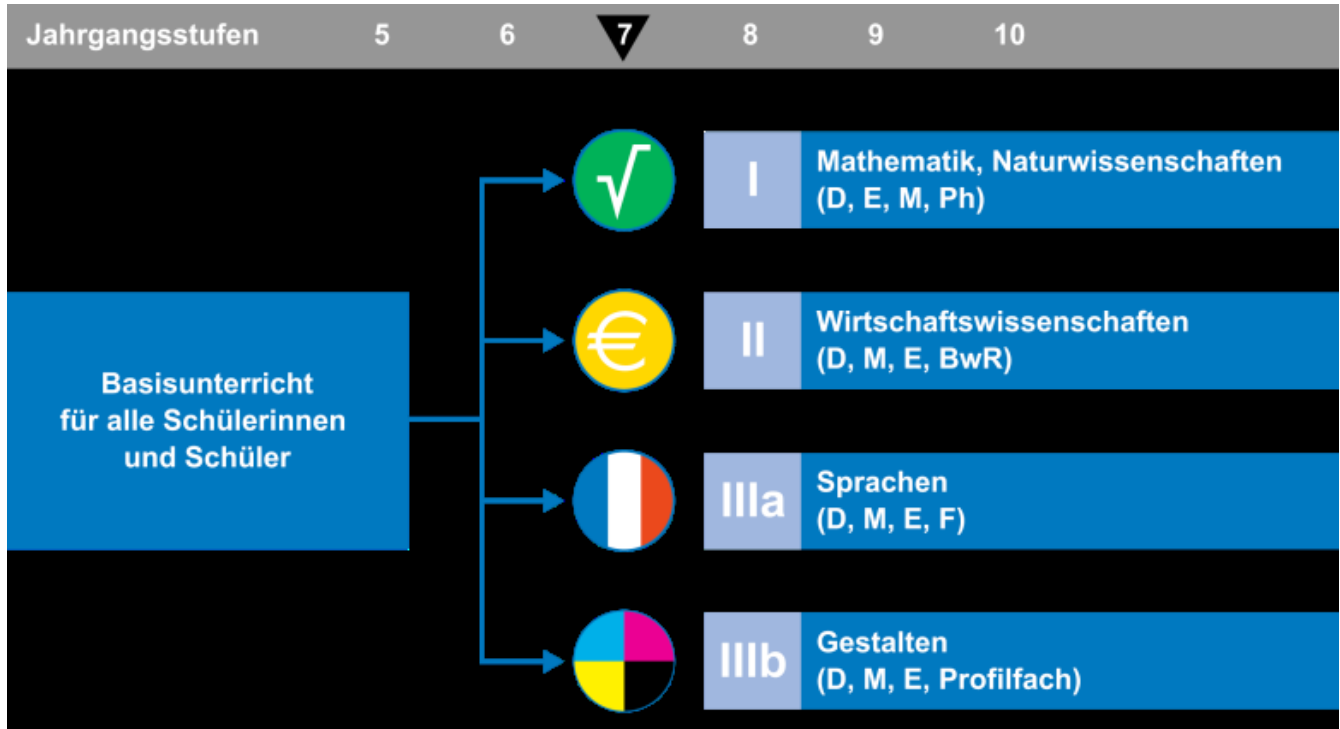 Jahrgangsstufen 5 6 7 8 9 10
√
I
Mathematik, Naturwissenschaften
(D, E, M, Ph)
€
II
Wirtschaftswissenschaften
(D, M, E, BwR)
Basisunterricht
für alle Schülerinnen
und Schüler
IIIa
Sprachen
(D, M, E, F)
IIIb
Gestalten
(D, M, E, Profilfach)